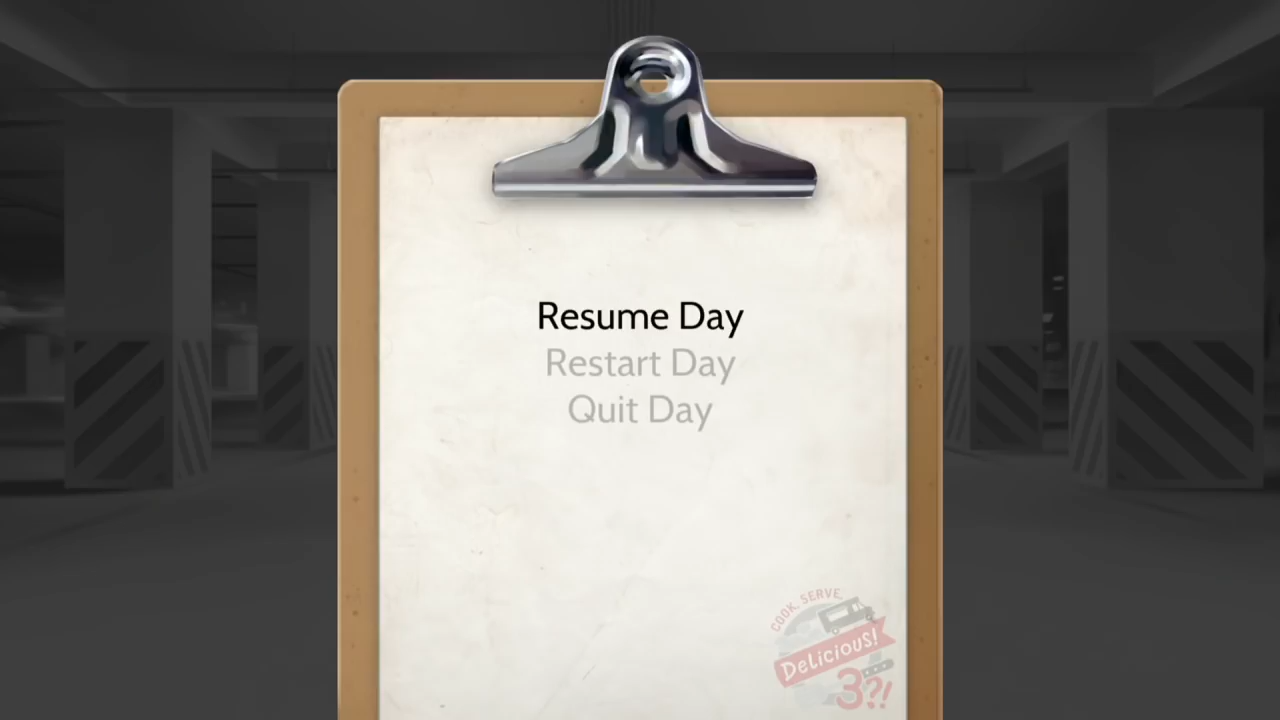 Resume Day
Restart Day
Quit Day
COOK, SERVE,
Delicious!
3?!